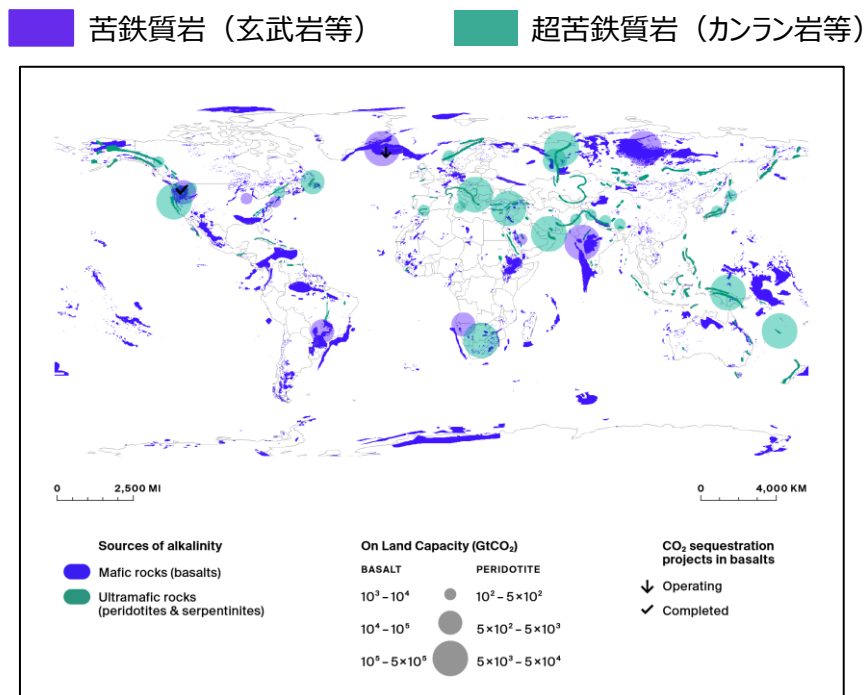 苦鉄質岩（玄武岩等） 超苦鉄質岩（カンラン岩等）
0 2,500 MI 0 4,000 KM
Sources of alkalinity
Mafic rocks (basalts)
Ultramafic rocks
(peridotites & serpentinites)
On Land Capacity (GtCO₂)
BASALT PERIDOTITE
10³ – 10⁴ 10² – 5×10²
10⁴ – 10⁵ 5×10² – 5×10³
10⁵ – 5×10⁵ 5×10³ – 5×10⁴
CO₂ sequestration
projects in basalts
Operating
Completed